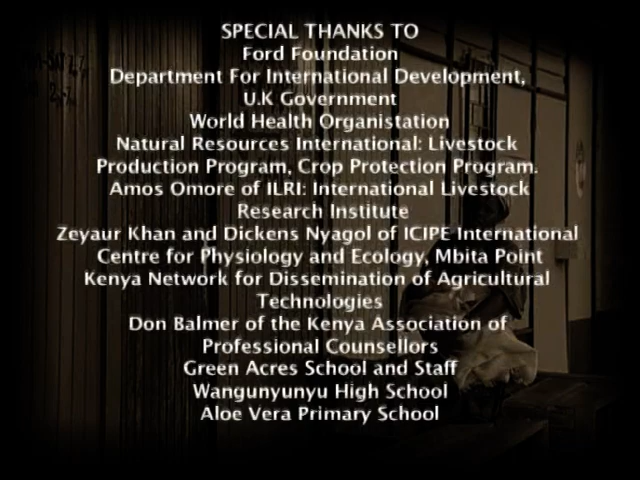 SPECIAL THANKS TO
Ford Foundation
Department For International Development,
U.K Government
World Health Organistation
Natural Resources International: Livestock
Production Program, Crop Protection Program.
Amos Omore of ILRI: International Livestock
Research Institute
Zeyaur Khan and Dickens Nyagol of ICIPE International
Centre for Physiology and Ecology, Mbita Point
Kenya Network for Dissemination of Agricultural
Technologies
Don Balmer of the Kenya Association of
Professional Counsellors
Green Acres School and Staff
Wangunyunyu High School
Aloe Vera Primary School